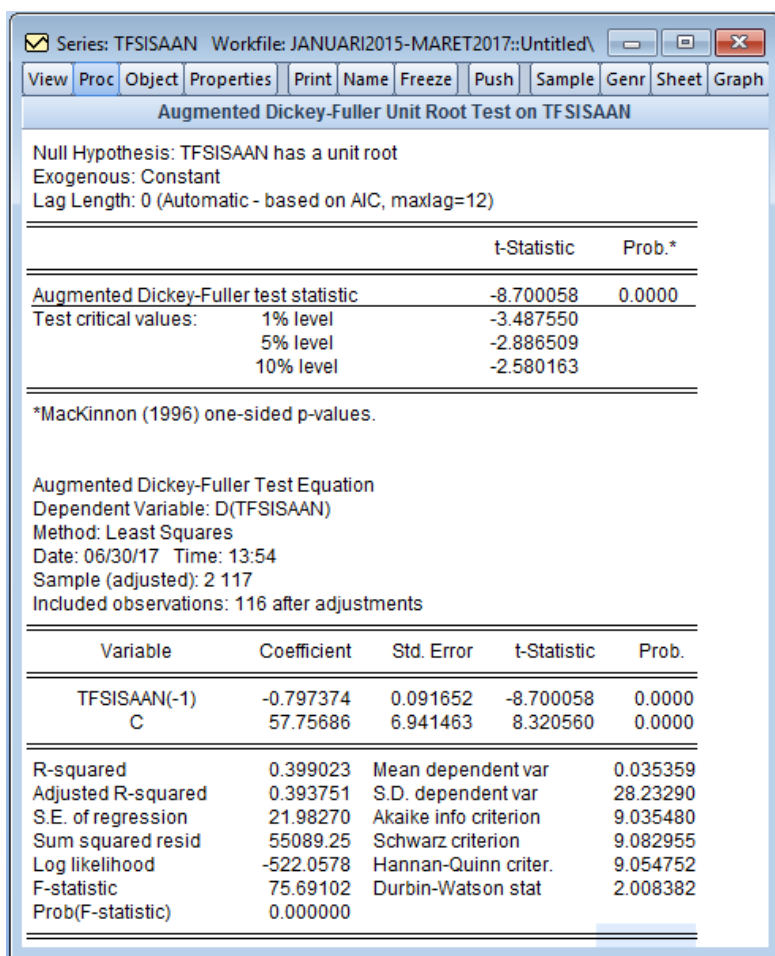 Series: TFSISAAN Workfile: JANUARI2015-MARET2017::Untitled\
View Proc Object Properties Print Name Freeze Push Sample Genr Sheet Graph
Augmented Dickey-Fuller Unit Root Test on TFSISAAN
Null Hypothesis: TFSISAAN has a unit root
Exogenous: Constant
Lag Length: 0 (Automatic - based on AIC, maxlag=12)
t-Statistic Prob.*
Augmented Dickey-Fuller test statistic -8.700058 0.0000
Test critical values: 1% level -3.487550
5% level -2.886509
10% level -2.580163
*MacKinnon (1996) one-sided p-values.
Augmented Dickey-Fuller Test Equation
Dependent Variable: D(TFSISAAN)
Method: Least Squares
Date: 06/30/17 Time: 13:54
Sample (adjusted): 2 117
Included observations: 116 after adjustments
Variable Coefficient Std. Error t-Statistic Prob.
TFSISAAN(-1) -0.797374 0.091652 -8.700058 0.0000
C 57.75686 6.941463 8.320560 0.0000
R-squared 0.399023 Mean dependent var 0.035359
Adjusted R-squared 0.393751 S.D. dependent var 28.23290
S.E. of regression 21.98270 Akaike info criterion 9.035480
Sum squared resid 55089.25 Schwarz criterion 9.082955
Log likelihood -522.0578 Hannan-Quinn criter. 9.054752
F-statistic 75.69102 Durbin-Watson stat 2.008382
Prob(F-statistic) 0.000000